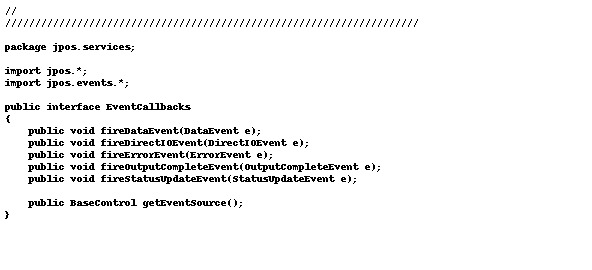 //
//////////////////////////////////////////////////////////////////////
package jpos.services;
import jpos.*;
import jpos.events.*;
public interface EventCallbacks
{
    public void fireDataEvent(DataEvent e);
    public void fireDirectIOEvent(DirectIOEvent e);
    public void fireErrorEvent(ErrorEvent e);
    public void fireOutputCompleteEvent(OutputCompleteEvent e);
    public void fireStatusUpdateEvent(StatusUpdateEvent e);
    public BaseControl getEventSource();
}